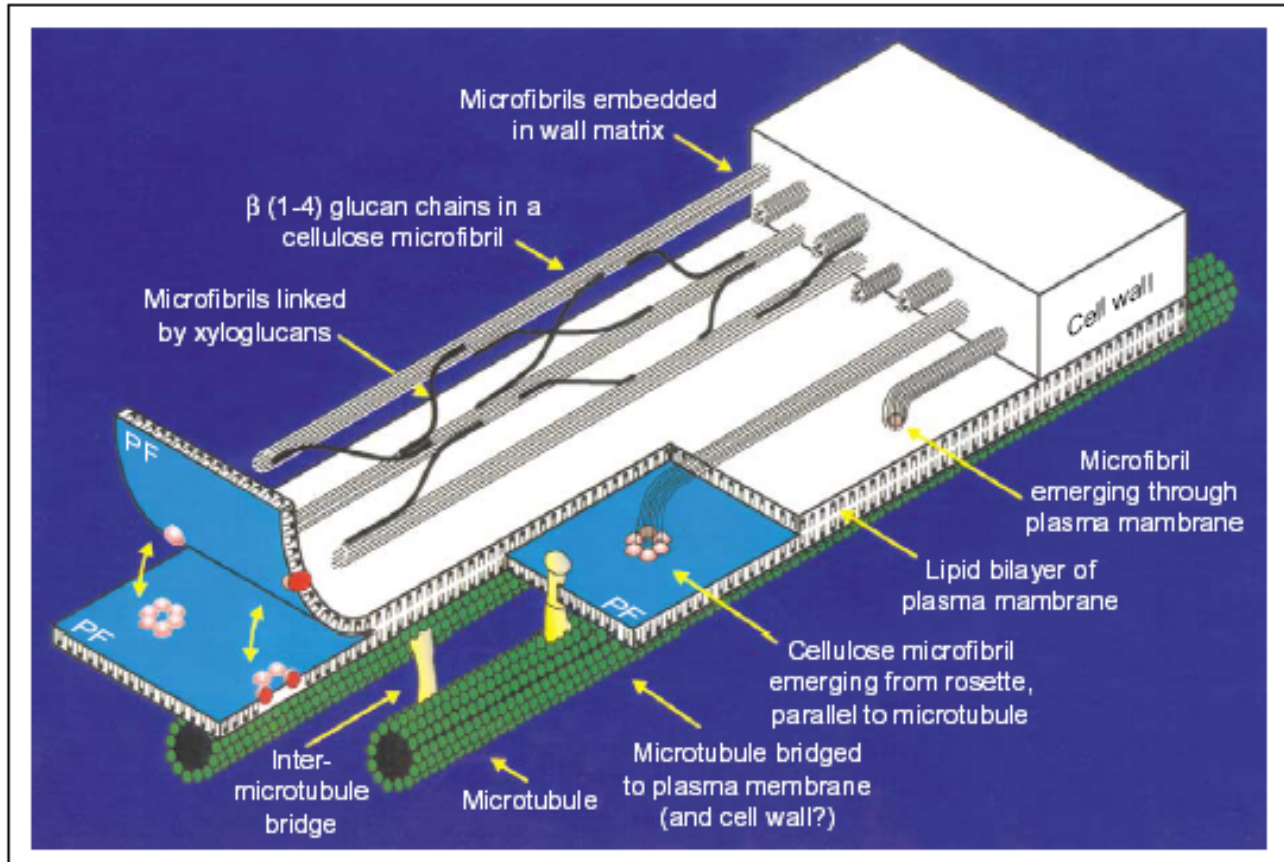 Microfibrils embedded
in wall matrix
β (1-4) glucan chains in a
cellulose microfibril
Microfibrils linked
by xyloglucans
Cell wall
PF
PF
PF
Microfibril
emerging through
plasma mambrane
Lipid bilayer of
plasma mambrane
Cellulose microfibril
emerging from rosette,
parallel to microtubule
Microtubule bridged
to plasma membrane
(and cell wall?)
Microtubule
Inter-
microtubule
bridge